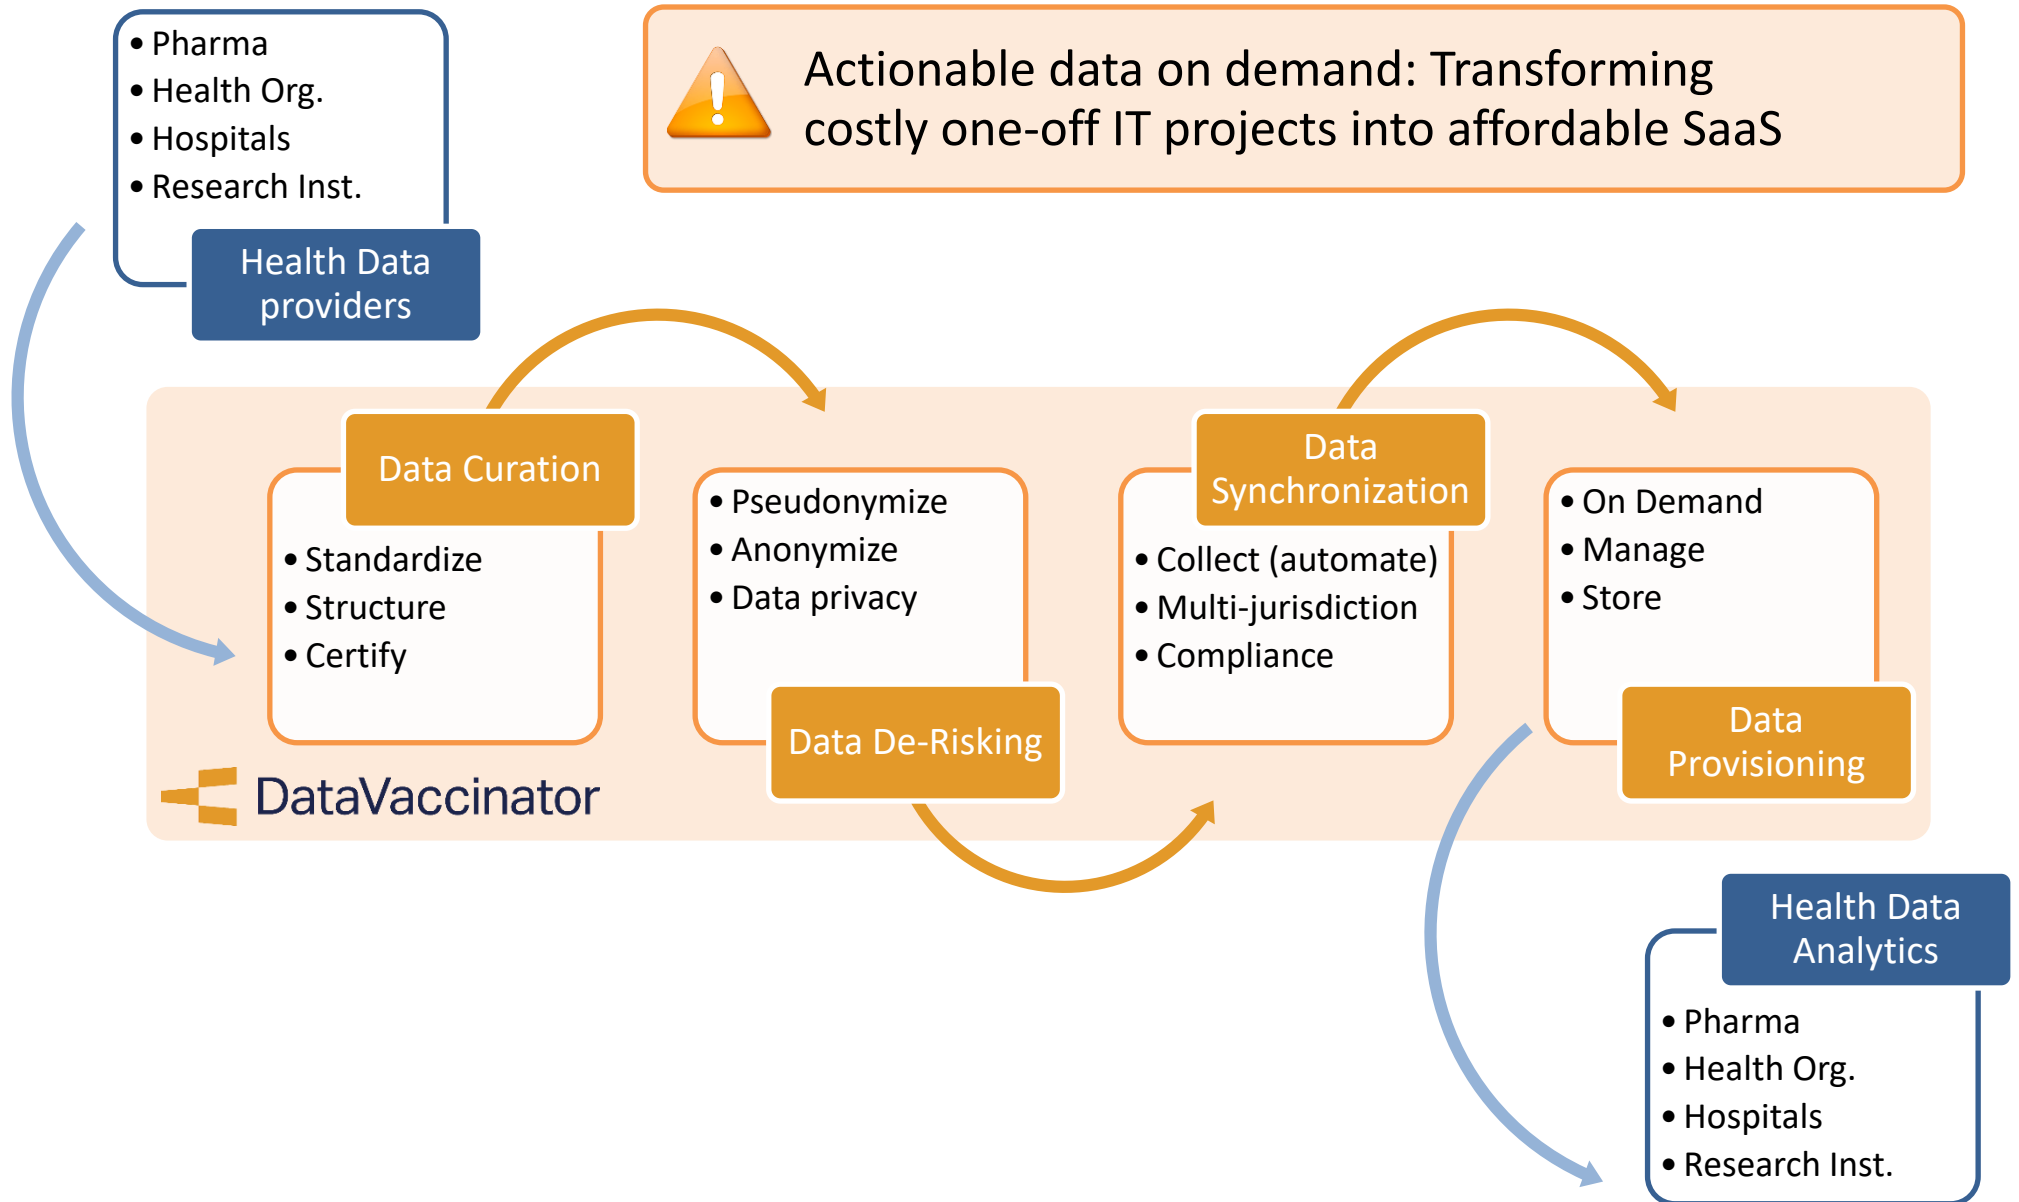 • Pharma
• Health Org.
• Hospitals
• Research Inst.
Health Data
providers
Actionable data on demand: Transforming
costly one-off IT projects into affordable SaaS
Data Curation
• Standardize
• Structure
• Certify
• Pseudonymize
• Anonymize
• Data privacy
Data De-Risking
Data
Synchronization
• Collect (automate)
• Multi-jurisdiction
• Compliance
• On Demand
• Manage
• Store
Data
Provisioning
DataVaccinator
Health Data
Analytics
• Pharma
• Health Org.
• Hospitals
• Research Inst.